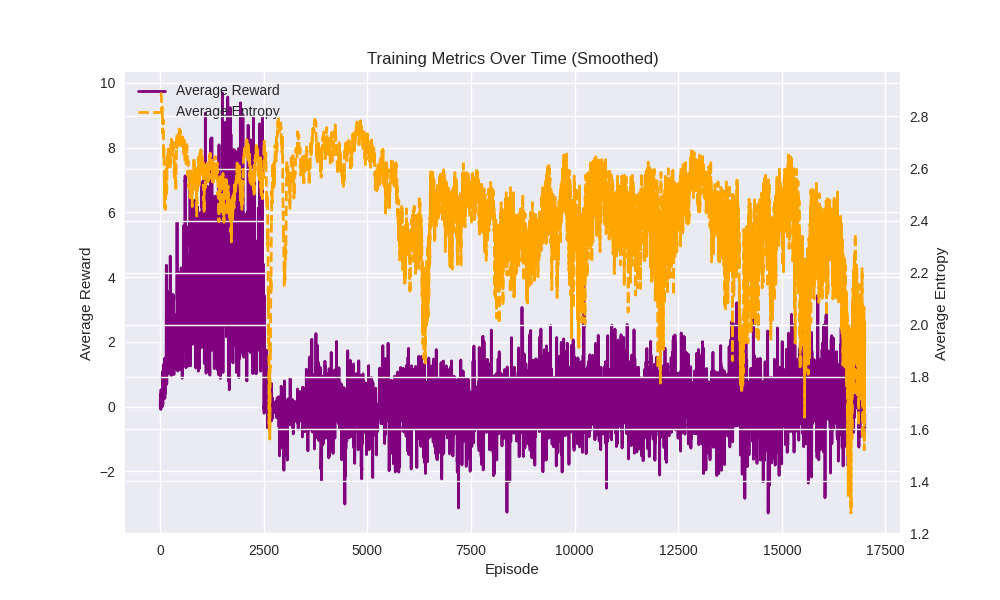 Training Metrics Over Time (Smoothed)
Average Reward
Average Entropy
10
8
6
4
2
0
−2
Average Reward
2.8
2.6
2.4
2.2
2.0
1.8
1.6
1.4
1.2
Average Entropy
0 2500 5000 7500 10000 12500 15000 17500
Episode